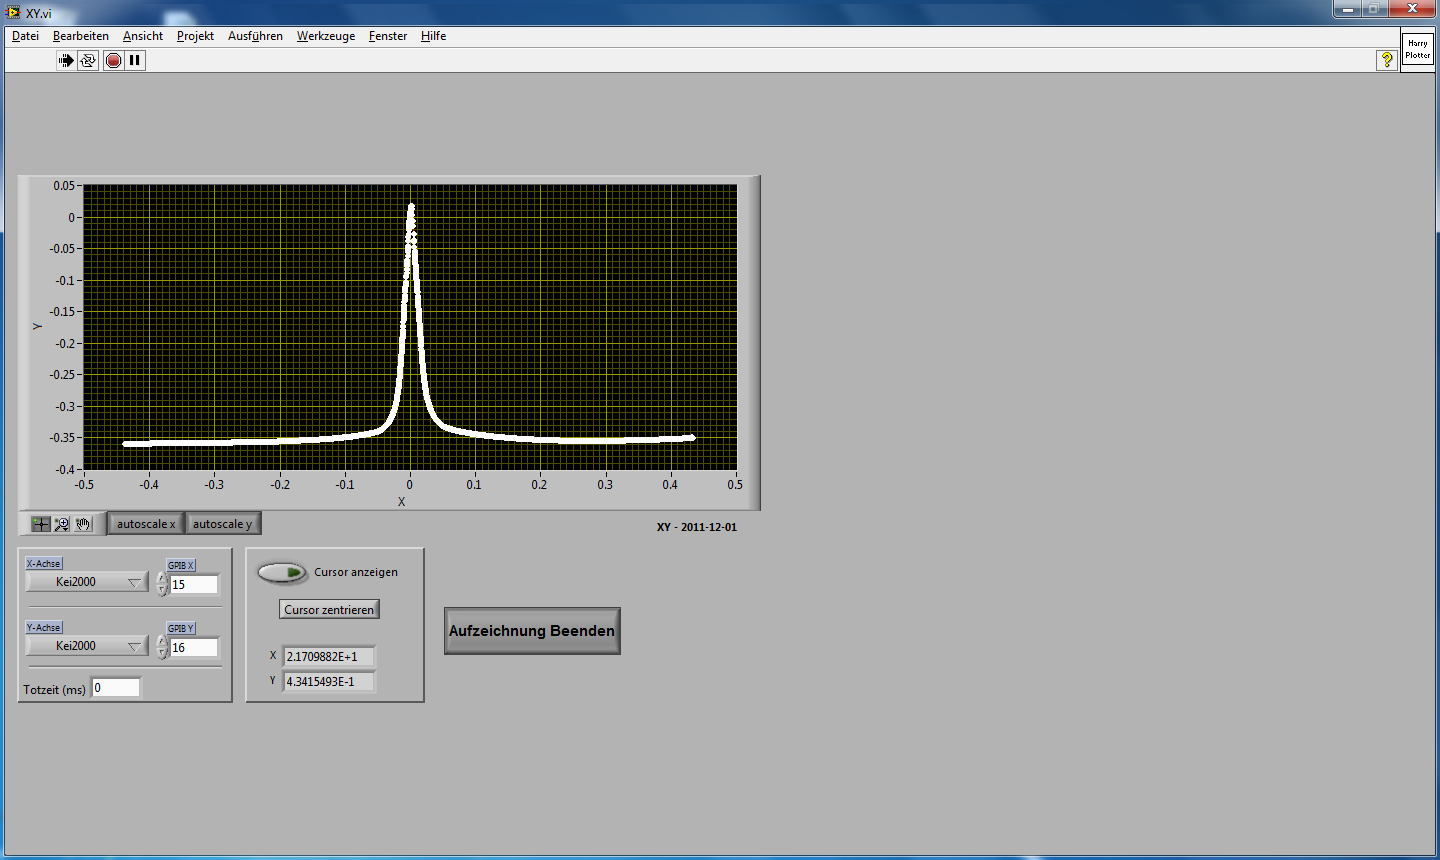 XY.vi
Datei Bearbeiten Ansicht Projekt Ausführen Werkzeuge Fenster Hilfe
Harry
Plotter
?
0.05
0
-0.05
-0.1
-0.15
-0.2
-0.25
-0.3
-0.35
-0.4
Y
-0.5 -0.4 -0.3 -0.2 -0.1 0 0.1 0.2 0.3 0.4 0.5
X
autoscale x autoscale y
XY - 2011-12-01
X-Achse GPIB X
Kei2000 15
Y-Achse GPIB Y
Kei2000 16
Totzeit (ms) 0
Cursor anzeigen
Cursor zentrieren
X 2.1709882E+1
Y 4.3415493E-1
Aufzeichnung Beenden